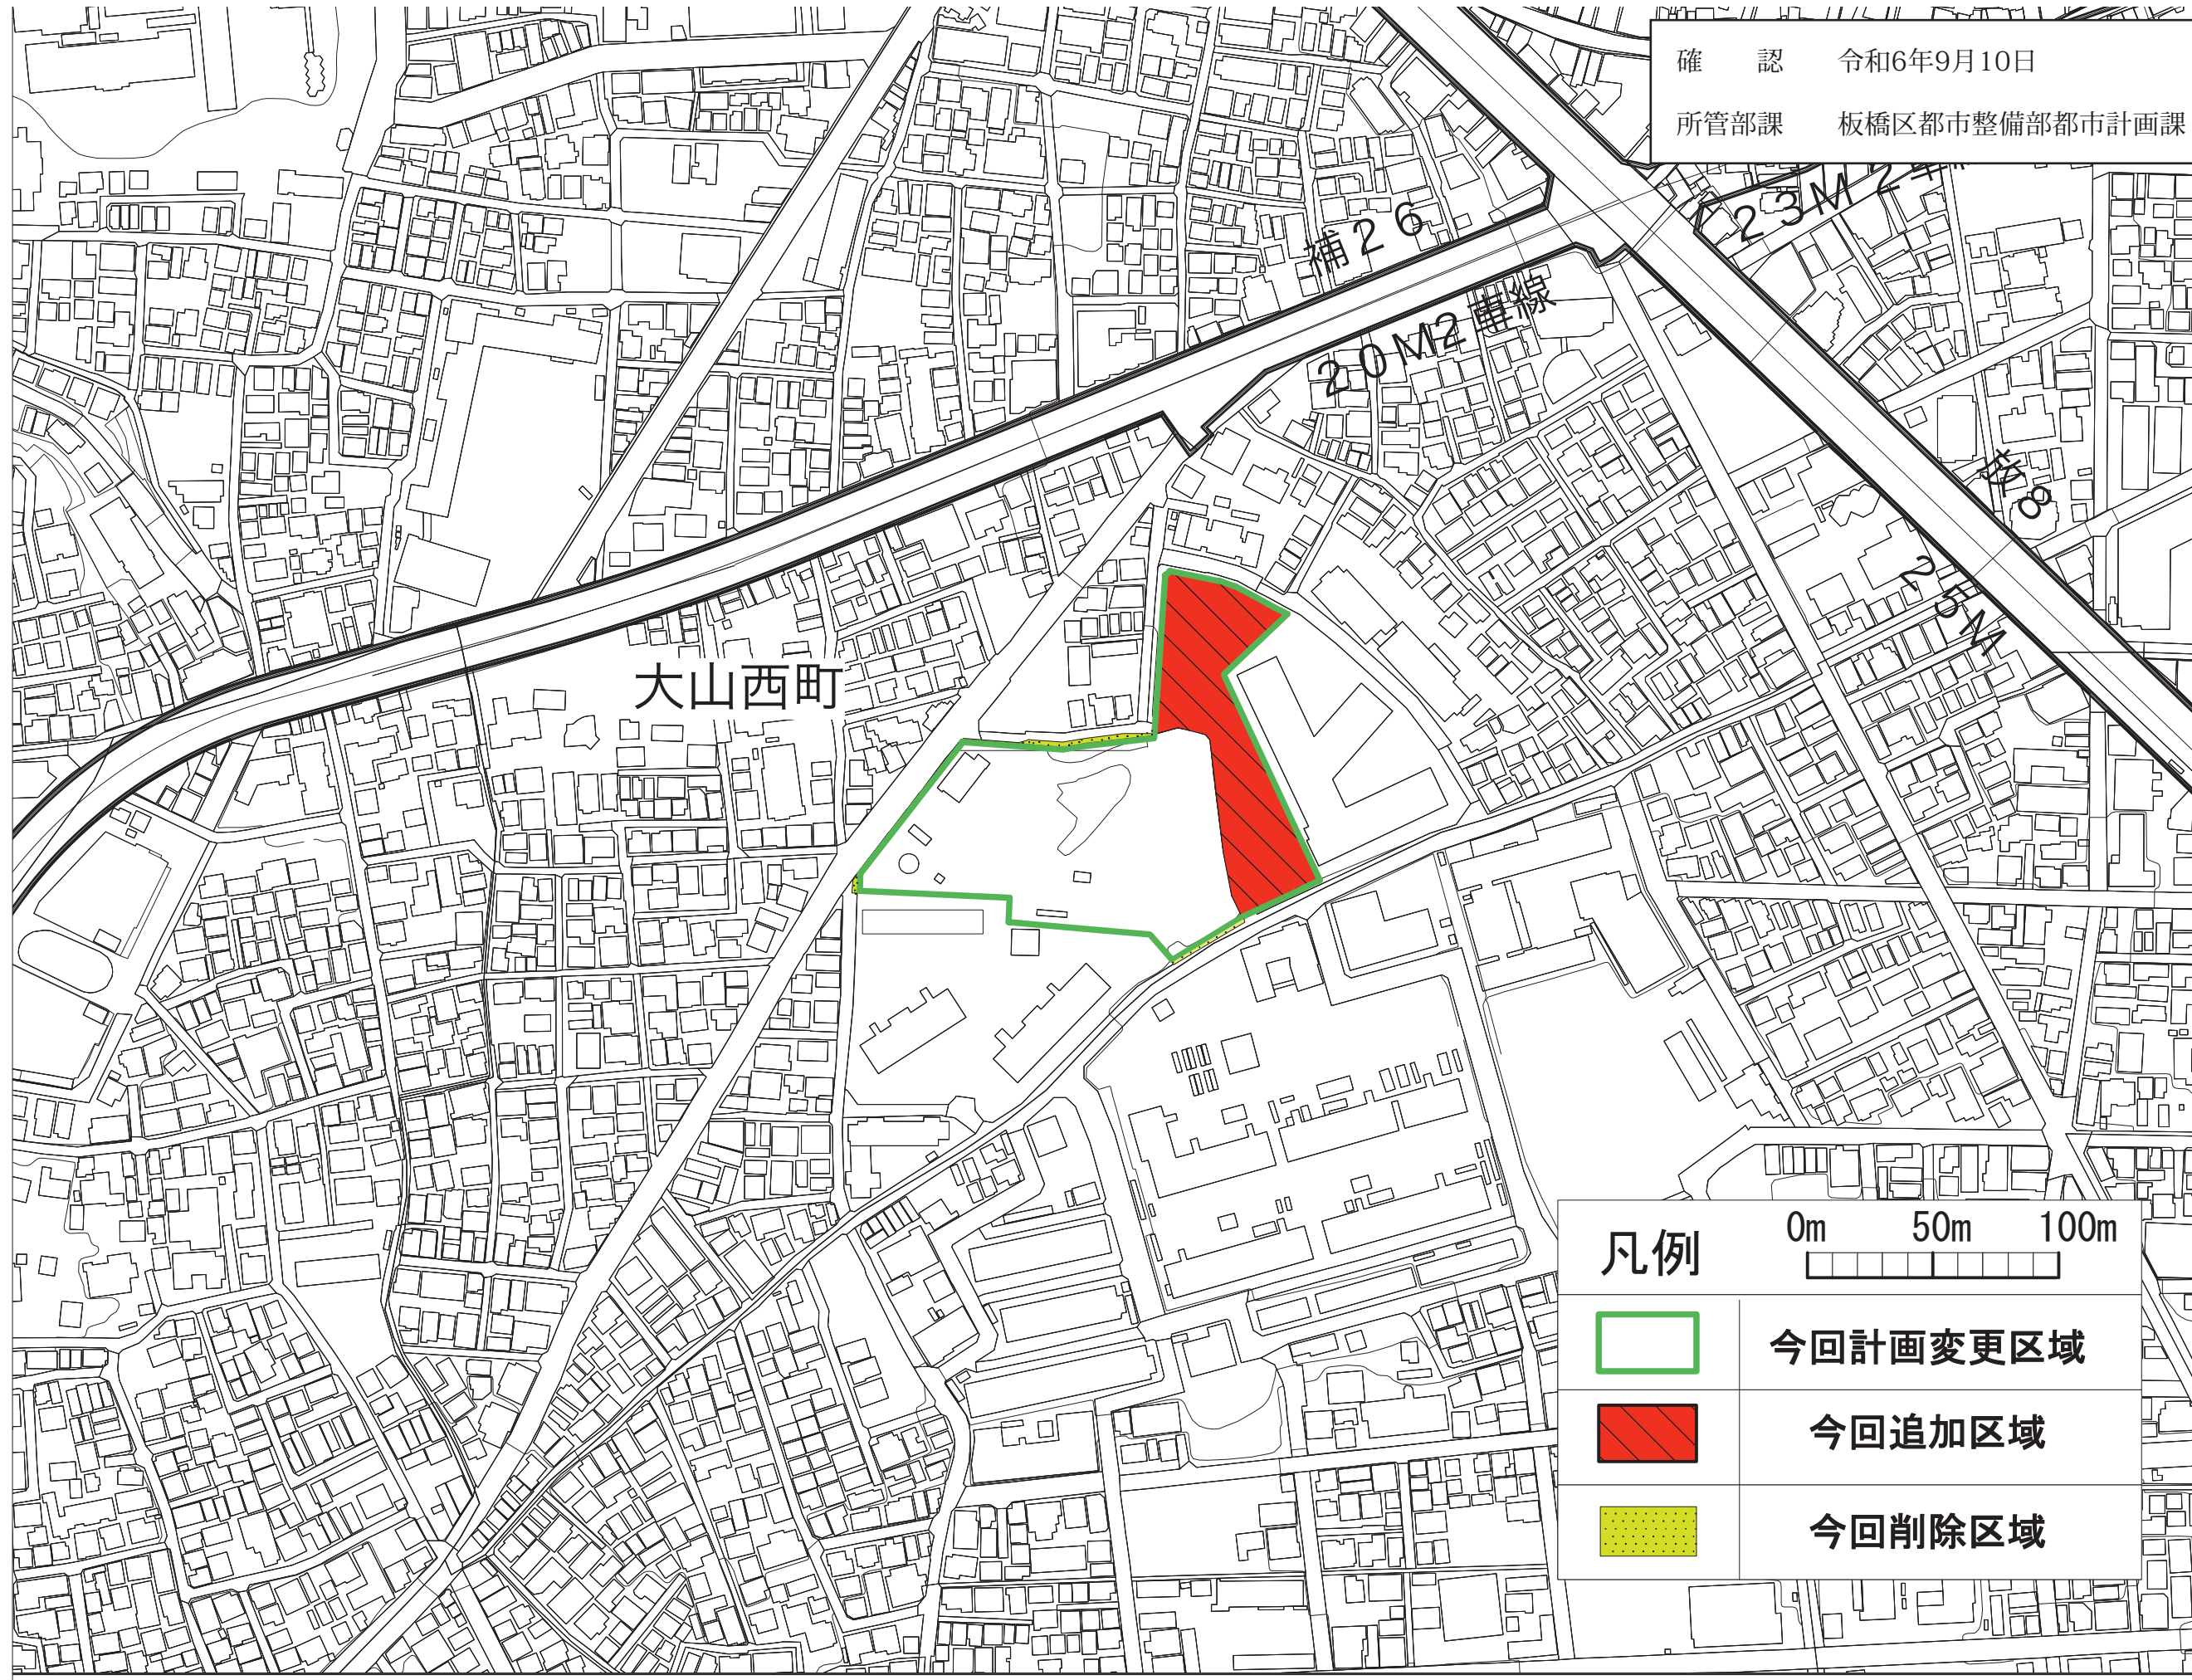 確　認　令和6年9月10日
所管部課　板橋区都市整備部都市計画課
23M2車線
補26
20M2車線
放8
25M
大山西町
凡例
0m 50m 100m
今回計画変更区域
今回追加区域
今回削除区域